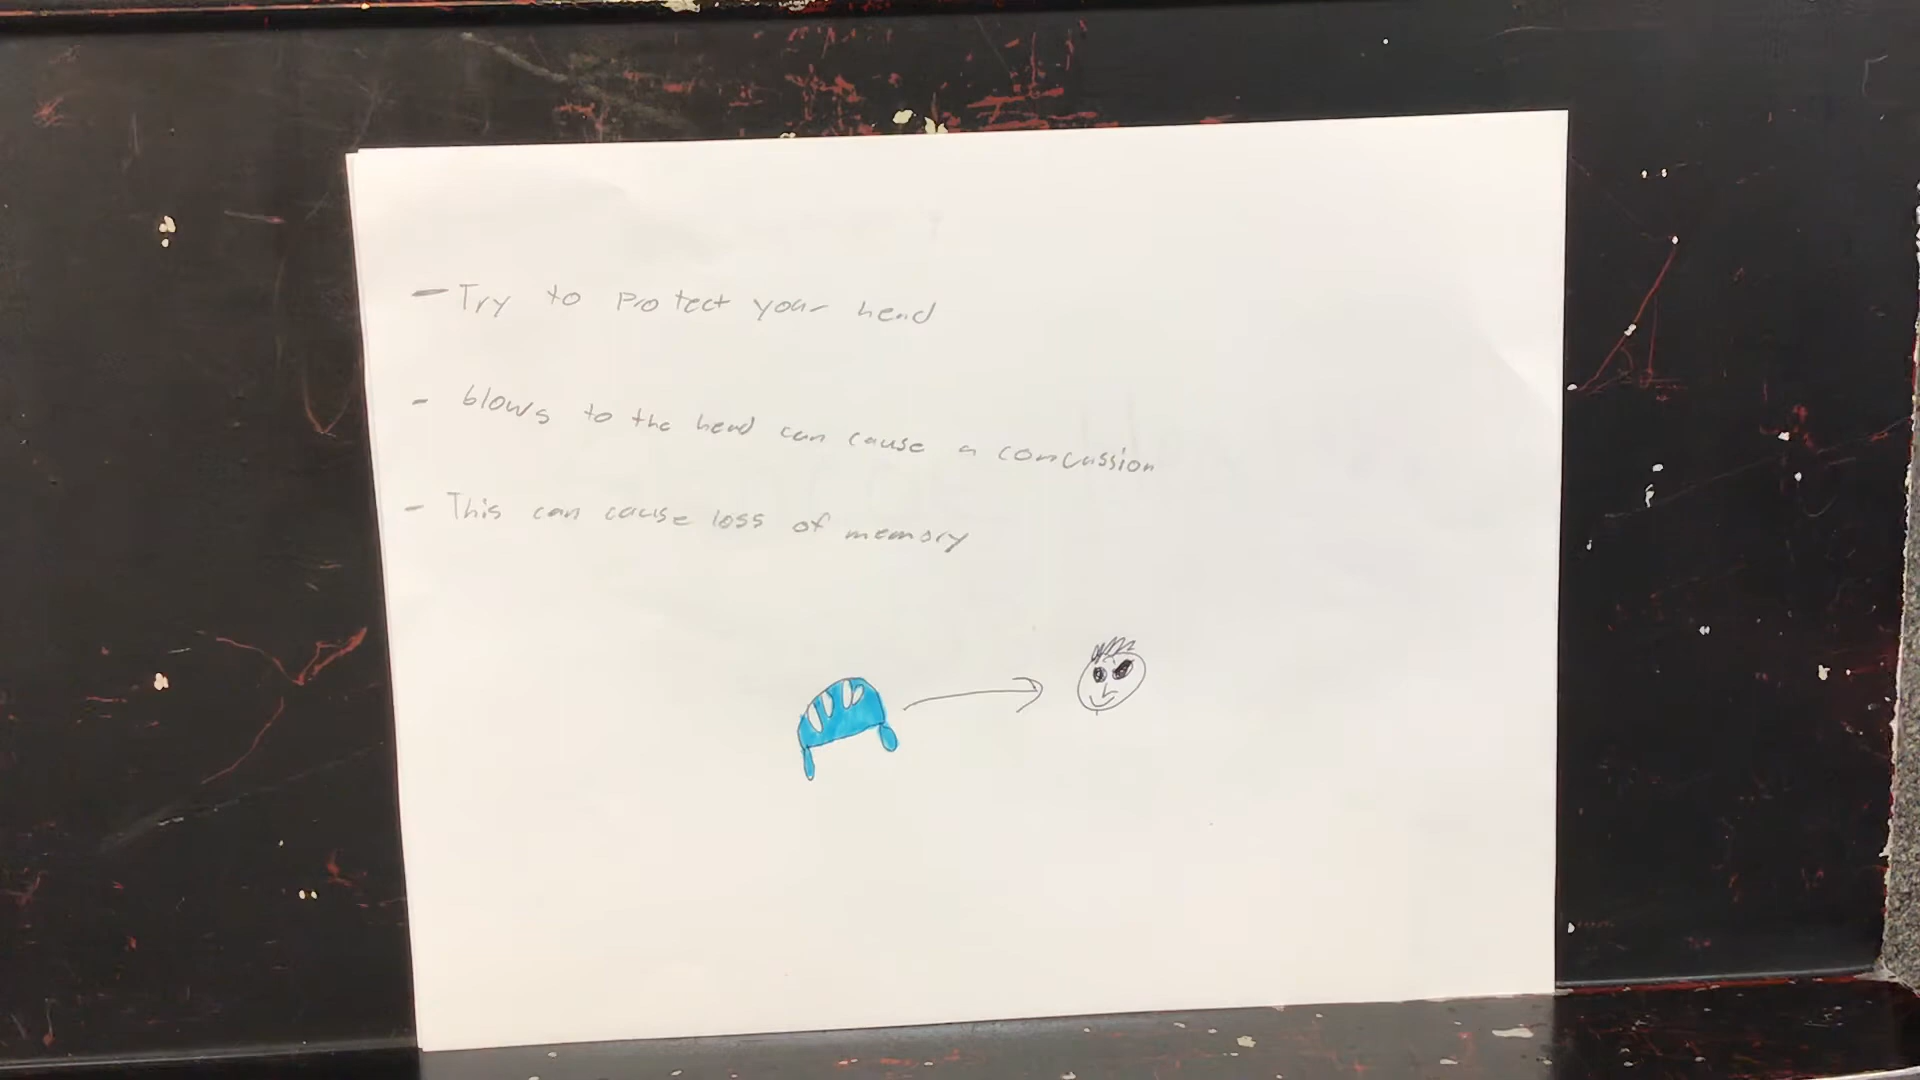 - Try to protect your head
- blows to the head can cause a concussion
- This can cause loss of memory